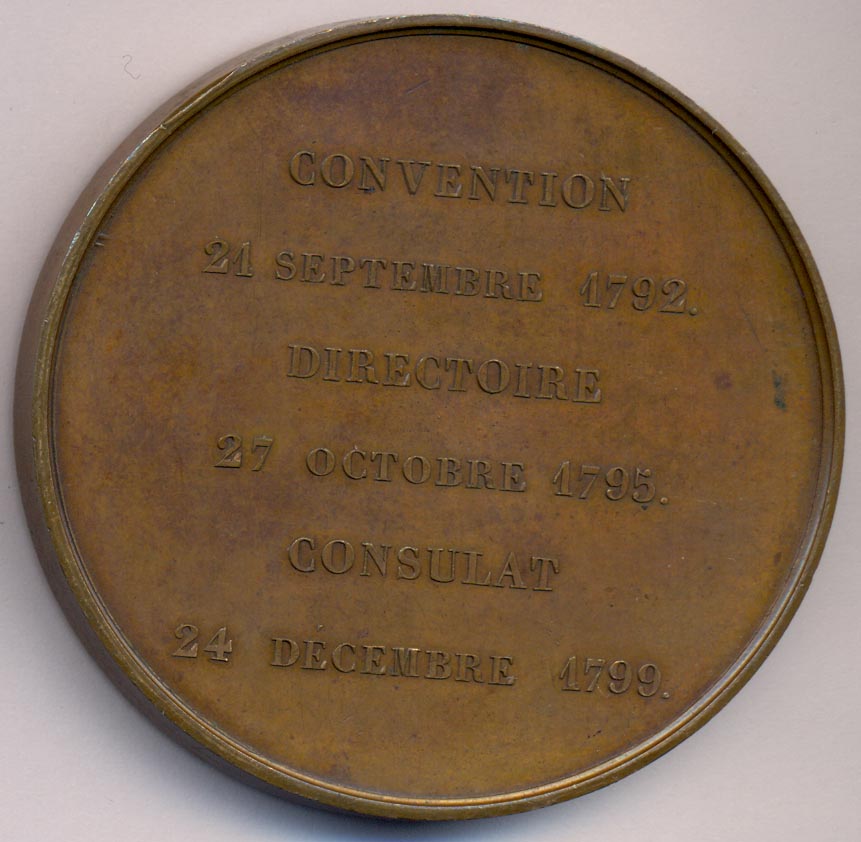 CONVENTION
21 SEPTEMBRE 1792.
DIRECTOIRE
27 OCTOBRE 1795.
CONSULAT
24 DÉCEMBRE 1799.